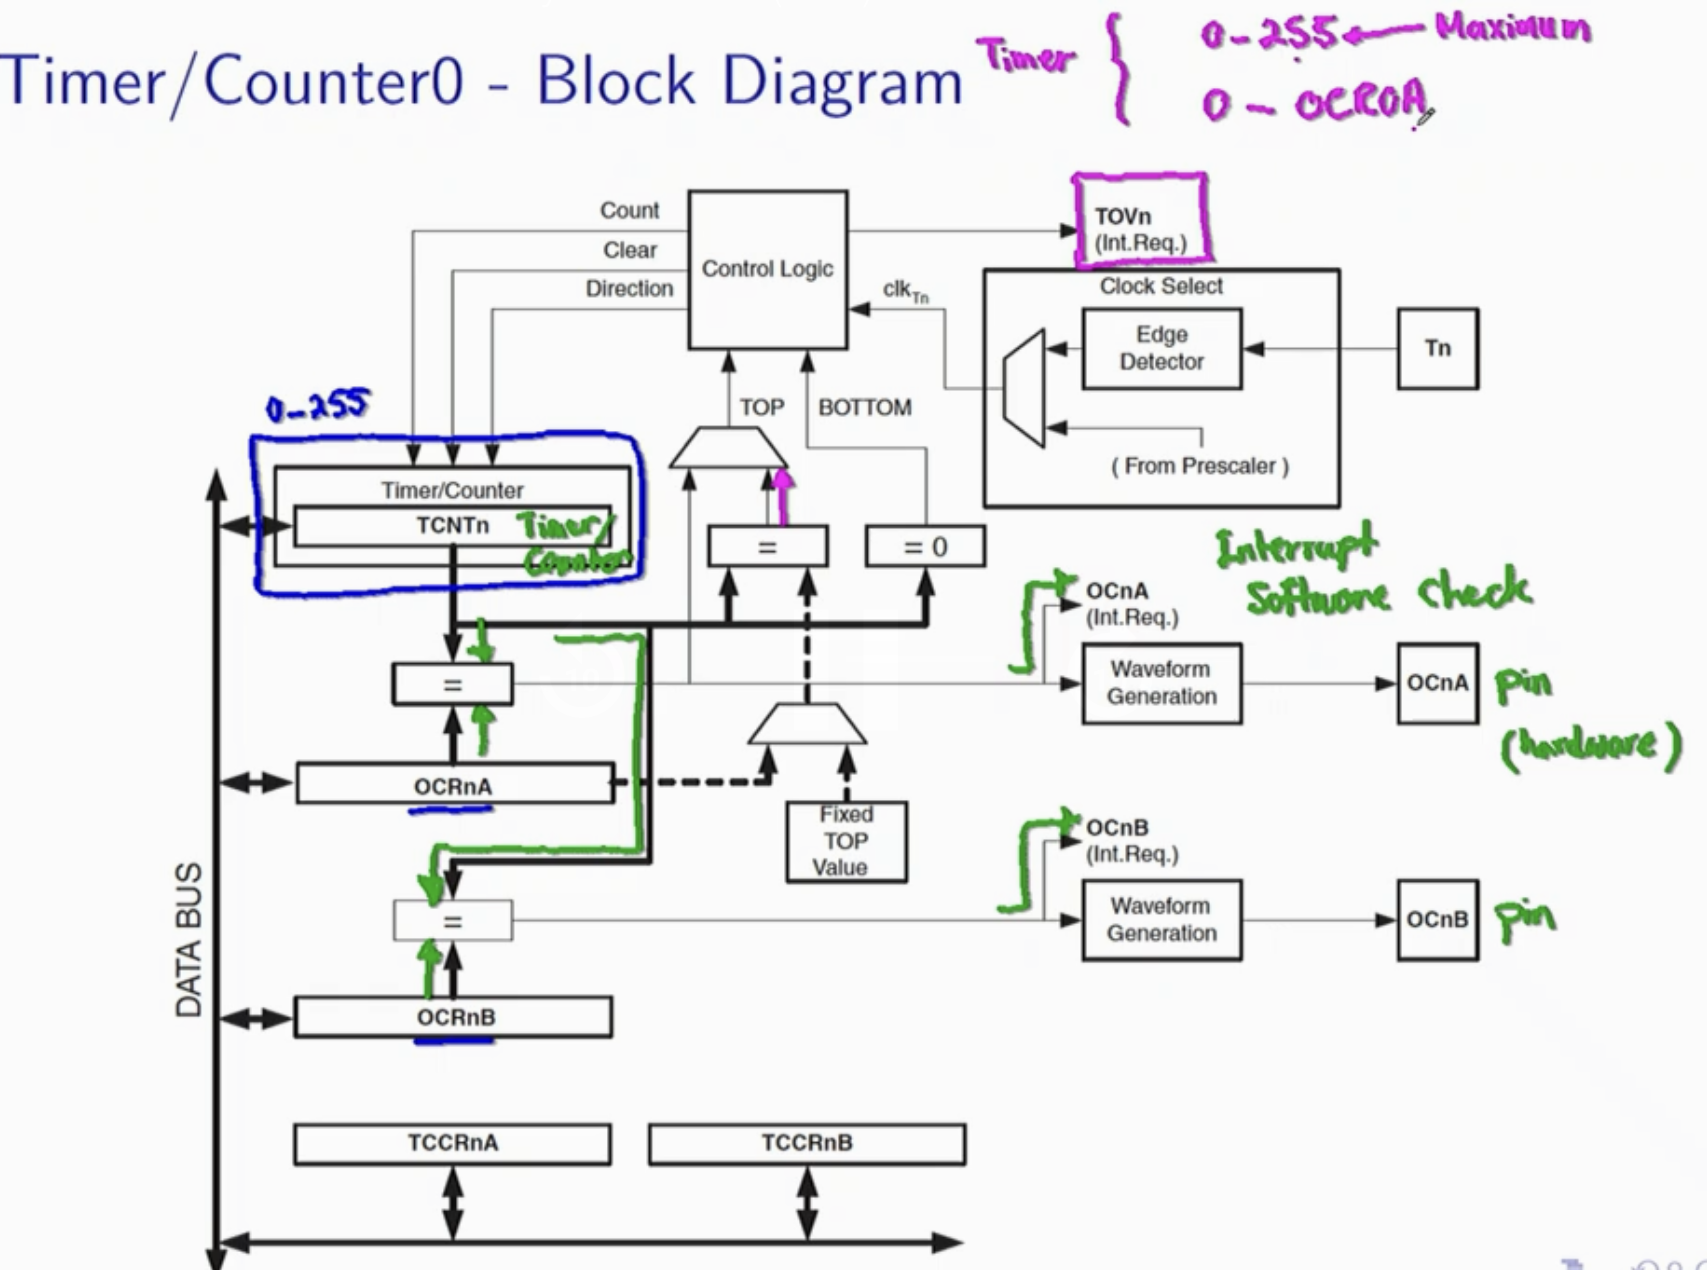 Timer/Counter0 - Block Diagram
Timer { 0-255 ← Maximum
0 - OCR0A
Count
Clear
Direction
Control Logic
TOVn
(Int.Req.)
clkTn
Clock Select
Edge
Detector
Tn
( From Prescaler )
TOP
BOTTOM
0-255
Timer/Counter
TCNTn
Timer/
Counter
=
= 0
Interrupt
Software check
OCnA
(Int.Req.)
=
Waveform
Generation
OCnA
Pin
(hardware)
OCRnA
Fixed
TOP
Value
OCnB
(Int.Req.)
=
Waveform
Generation
OCnB
Pin
OCRnB
DATA BUS
TCCRnA
TCCRnB